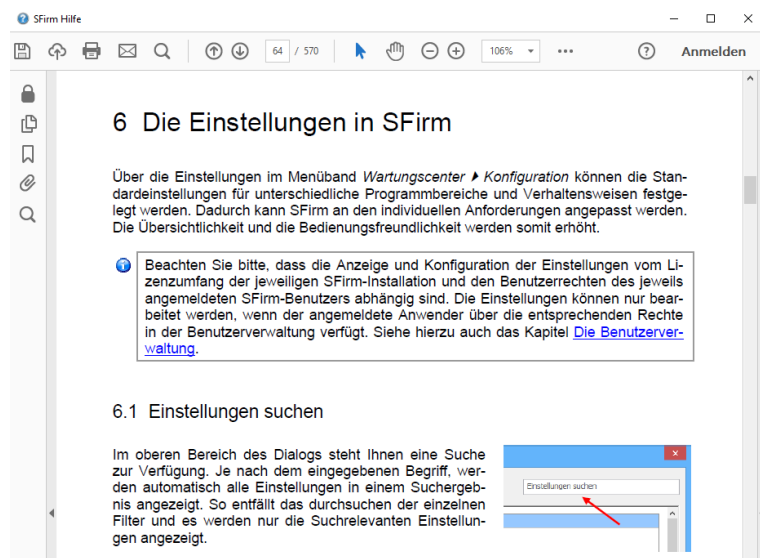 SFirm Hilfe
64 / 570
106%
Anmelden
6 Die Einstellungen in SFirm
Über die Einstellungen im Menüband Wartungscenter ▸ Konfiguration können die Stan-
dardeinstellungen für unterschiedliche Programmbereiche und Verhaltensweisen festge-
legt werden. Dadurch kann SFirm an den individuellen Anforderungen angepasst werden.
Die Übersichtlichkeit und die Bedienungsfreundlichkeit werden somit erhöht.
Beachten Sie bitte, dass die Anzeige und Konfiguration der Einstellungen vom Li-
zenzumfang der jeweiligen SFirm-Installation und den Benutzerrechten des jeweils
angemeldeten SFirm-Benutzers abhängig sind. Die Einstellungen können nur bear-
beitet werden, wenn der angemeldete Anwender über die entsprechenden Rechte
in der Benutzerverwaltung verfügt. Siehe hierzu auch das Kapitel Die Benutzerver-
waltung.
6.1 Einstellungen suchen
Im oberen Bereich des Dialogs steht Ihnen eine Suche
zur Verfügung. Je nach dem eingegebenen Begriff, wer-
den automatisch alle Einstellungen in einem Suchergeb-
nis angezeigt. So entfällt das durchsuchen der einzelnen
Filter und es werden nur die Suchrelevanten Einstellun-
gen angezeigt.
Einstellungen suchen